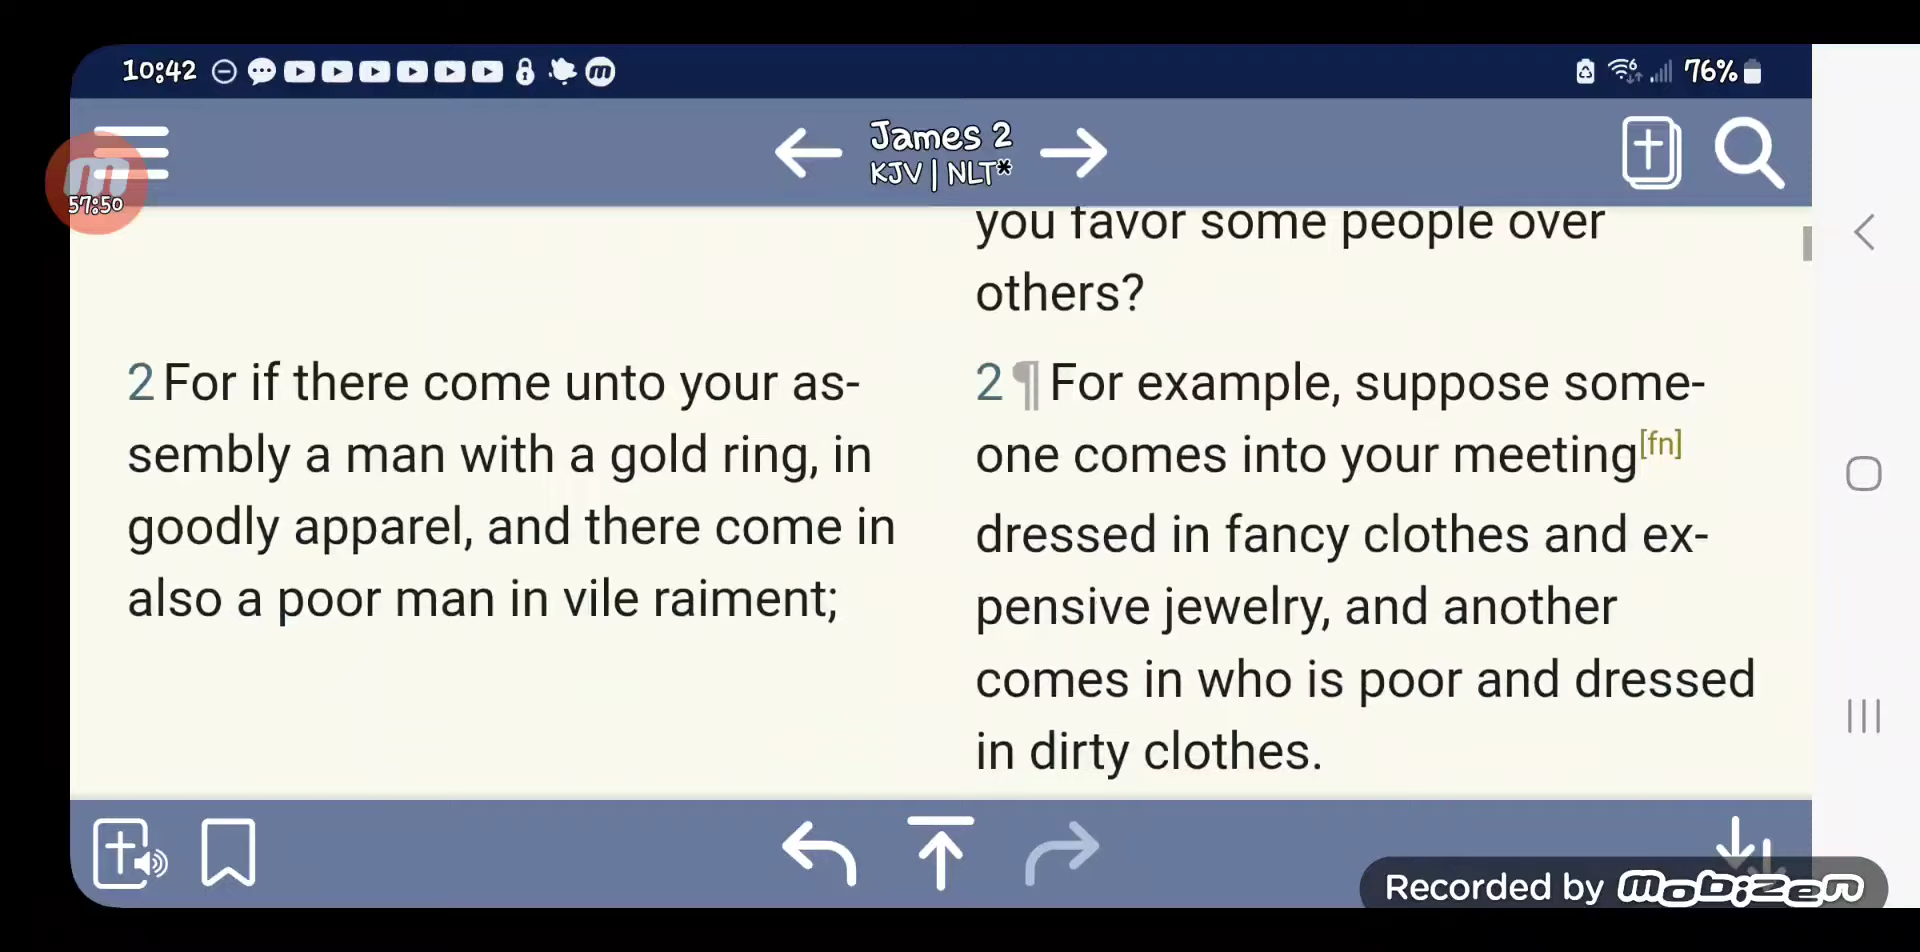 10:42
76%
James 2
KJV | NLT*
57:50
you favor some people over
others?
2 For if there come unto your as-
sembly a man with a gold ring, in
goodly apparel, and there come in
also a poor man in vile raiment;
2 ¶ For example, suppose some-
one comes into your meeting[fn]
dressed in fancy clothes and ex-
pensive jewelry, and another
comes in who is poor and dressed
in dirty clothes.
Recorded by mobizen